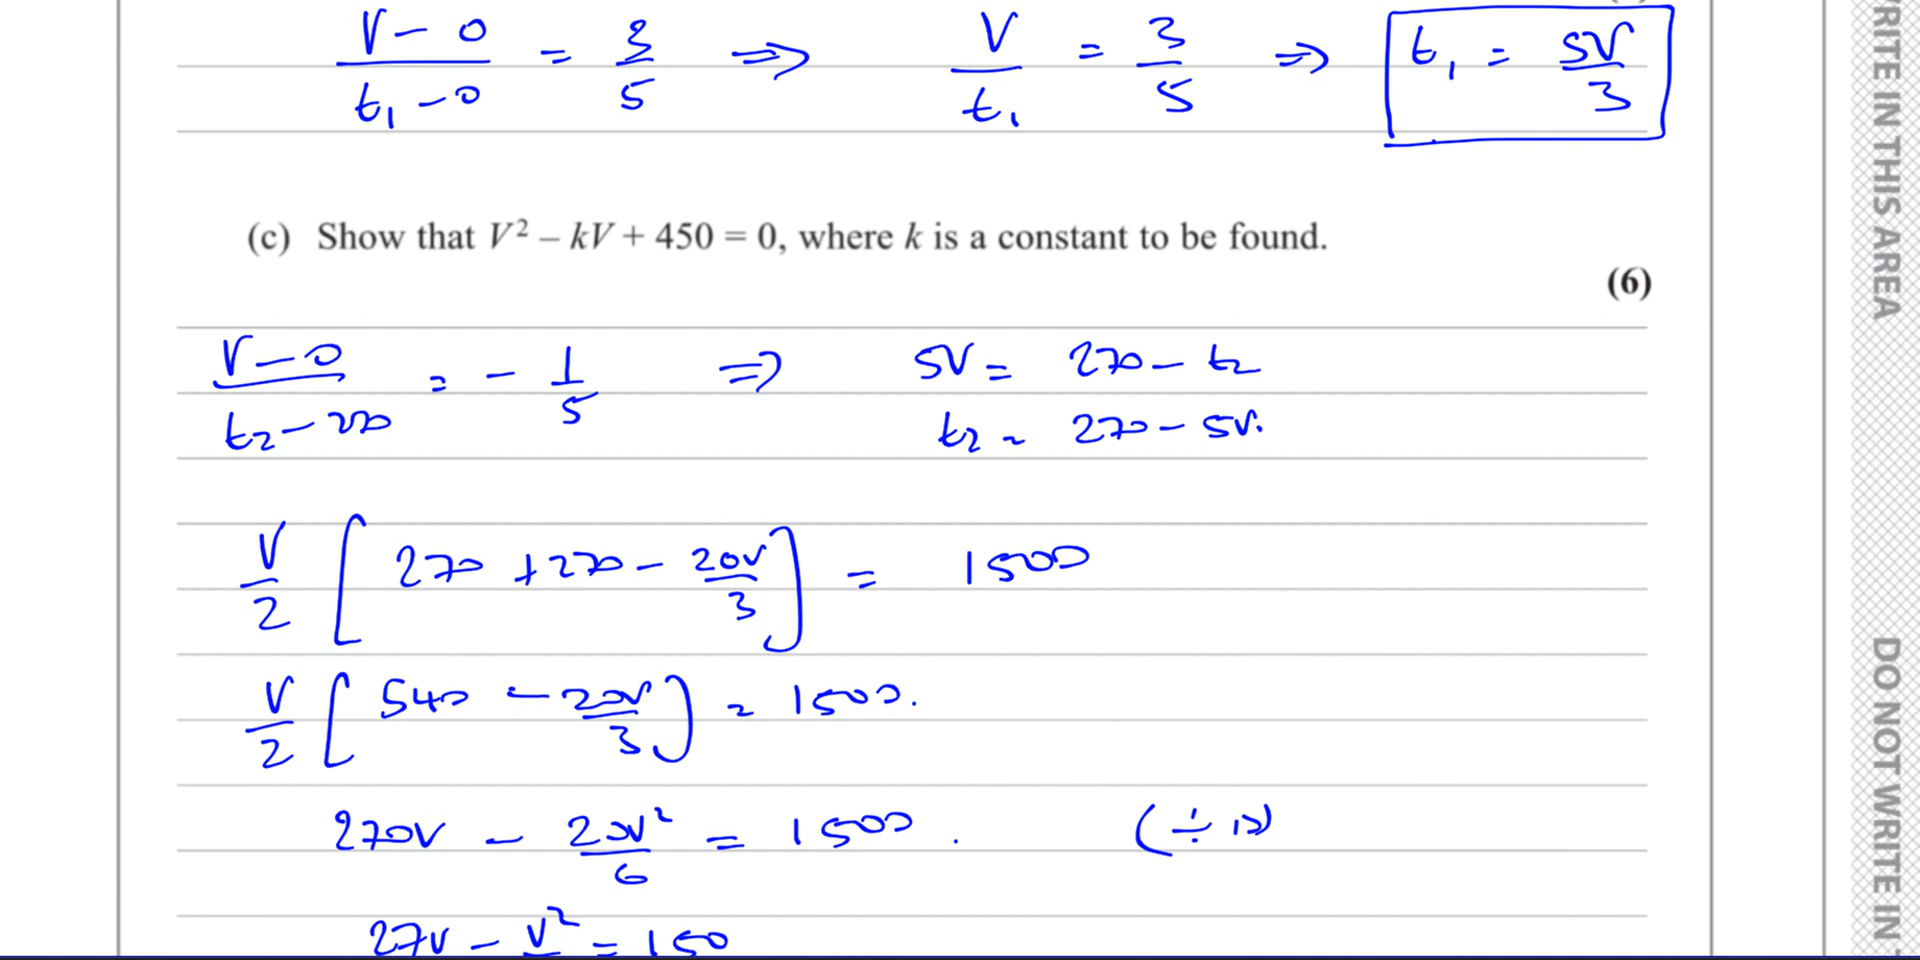 V - 0 / t₁ - 0 = 3/5 ⇒ V/t₁ = 3/5 ⇒ t₁ = 5V/3
(c) Show that V² – kV + 450 = 0, where k is a constant to be found.
(6)
V - 0 / t₂ - 270 = - 1/5 ⇒ 5V = 270 - t₂
t₂ = 270 - 5V.
V/2 [ 270 + 270 - 20V/3 ] = 1500
V/2 [ 540 - 20V/3 ] = 1500.
270V - 20V²/6 = 1500. (÷ 10)
27V - V² = 150
RITE IN THIS AREA
DO NOT WRITE IN